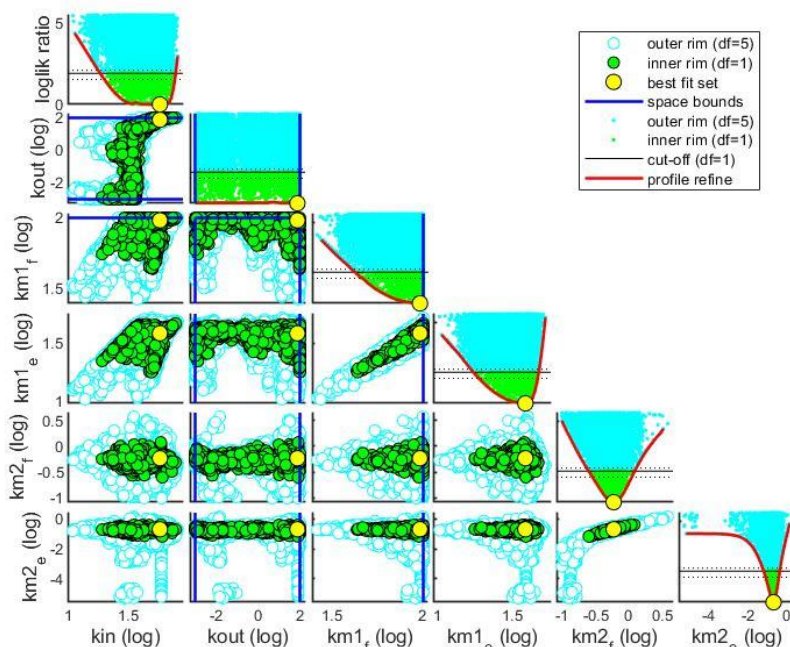 loglik ratio
5
0
outer rim (df=5)
inner rim (df=1)
best fit set
space bounds
outer rim (df=5)
inner rim (df=1)
cut-off (df=1)
profile refine
kout (log)
2
0
-2
km1f (log)
2
1.5
km1e (log)
1.5
1
km2f (log)
0.5
0
-0.5
-1
km2e (log)
0
-2
-4
1 1.5
-2 0 2
1.5 2
1 1.5
-1 -0.5 0 0.5
-4 -2 0
kin (log) kout (log) km1f (log) km1e (log) km2f (log) km2e (log)